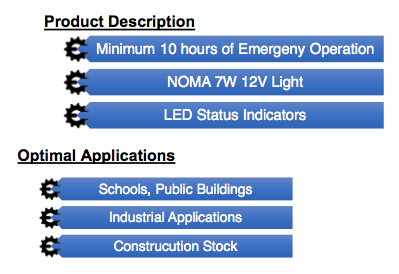 Product Description
Minimum 10 hours of Emergeny Operation
NOMA 7W 12V Light
LED Status Indicators
Optimal Applications
Schools, Public Buildings
Industrial Applications
Construcution Stock